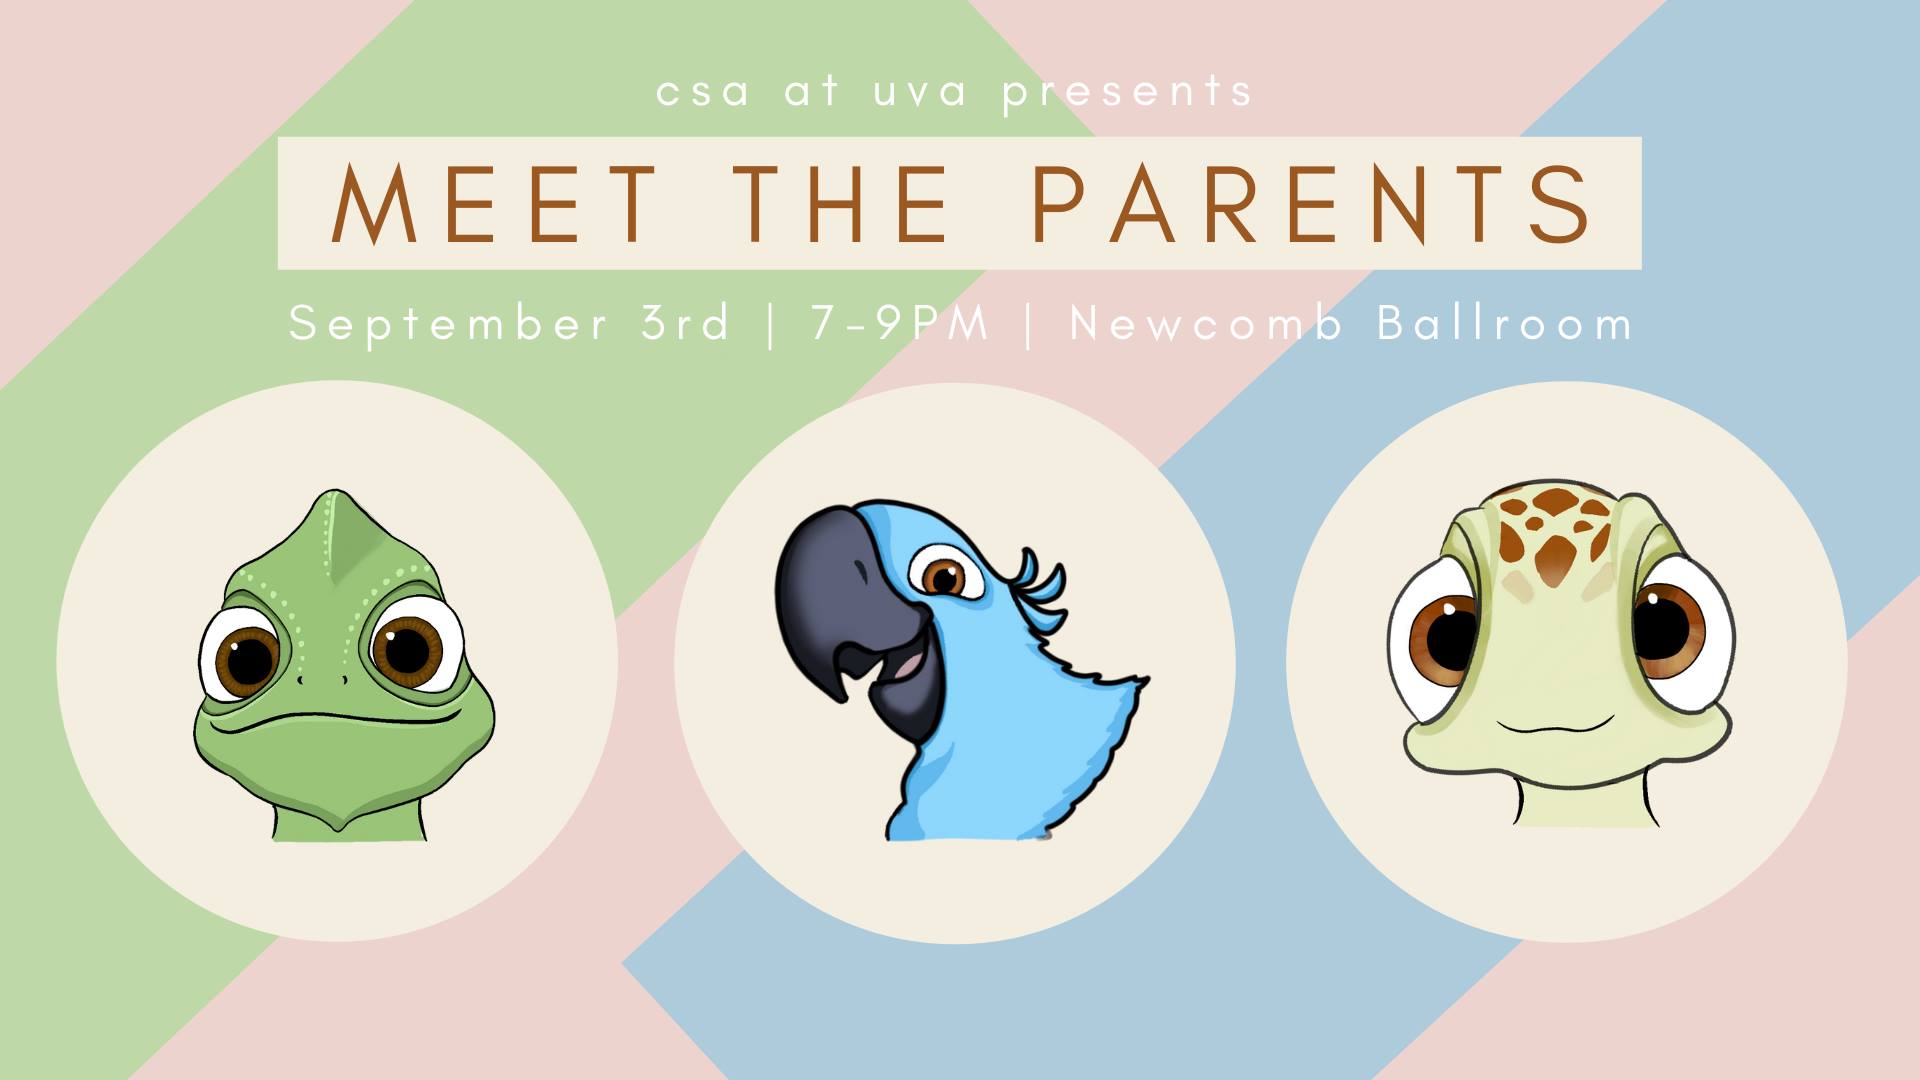 csa at uva presents
MEET THE PARENTS
September 3rd | 7-9PM | Newcomb Ballroom